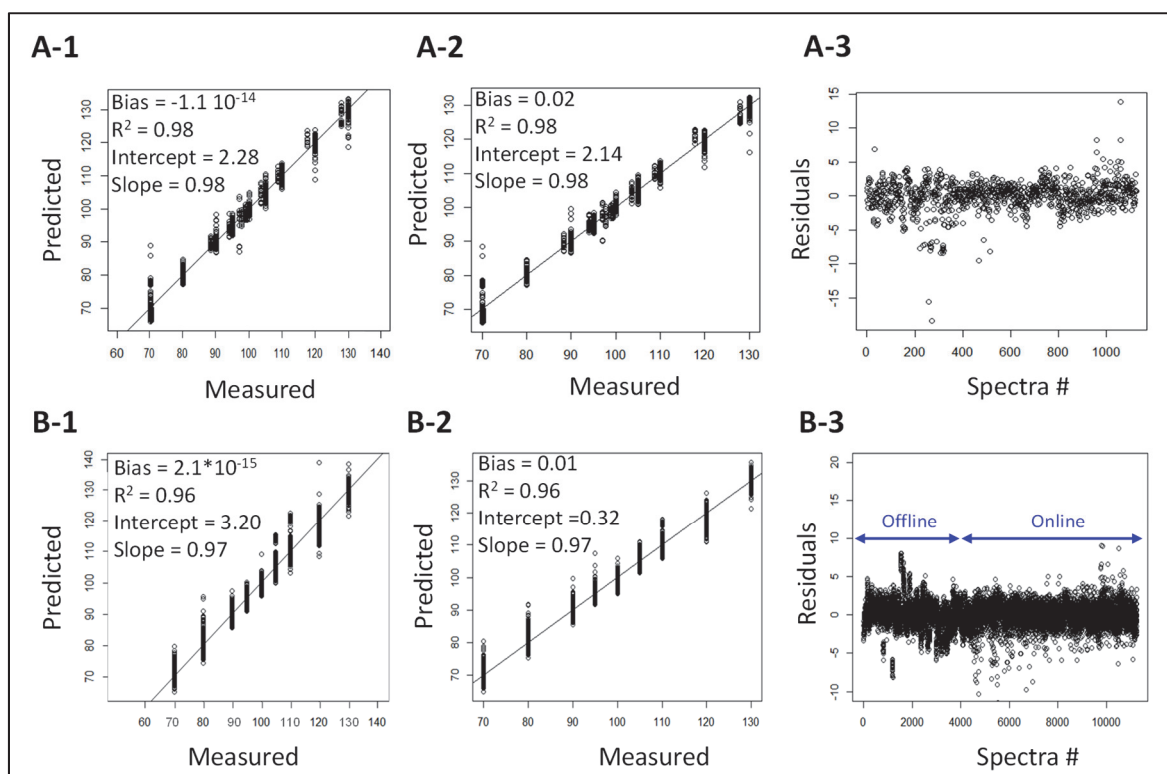 A-1
Bias = -1.1 10⁻¹⁴
R² = 0.98
Intercept = 2.28
Slope = 0.98
Predicted
130
120
110
100
90
80
70
60 70 80 90 100 110 120 130 140
Measured
A-2
Bias = 0.02
R² = 0.98
Intercept = 2.14
Slope = 0.98
Predicted
130
120
110
100
90
80
70
70 80 90 100 110 120 130
Measured
A-3
Residuals
15
10
5
0
-5
-10
-15
0 200 400 600 800 1000
Spectra #
B-1
Bias = 2.1*10⁻¹⁵
R² = 0.96
Intercept = 3.20
Slope = 0.97
Predicted
140
130
120
110
100
90
80
70
60 70 80 90 100 110 120 130 140
Measured
B-2
Bias = 0.01
R² = 0.96
Intercept =0.32
Slope = 0.97
Predicted
130
120
110
100
90
80
70
70 80 90 100 110 120 130
Measured
B-3
Offline Online
Residuals
20
15
10
5
0
-5
-10
0 2000 4000 6000 8000 10000
Spectra #